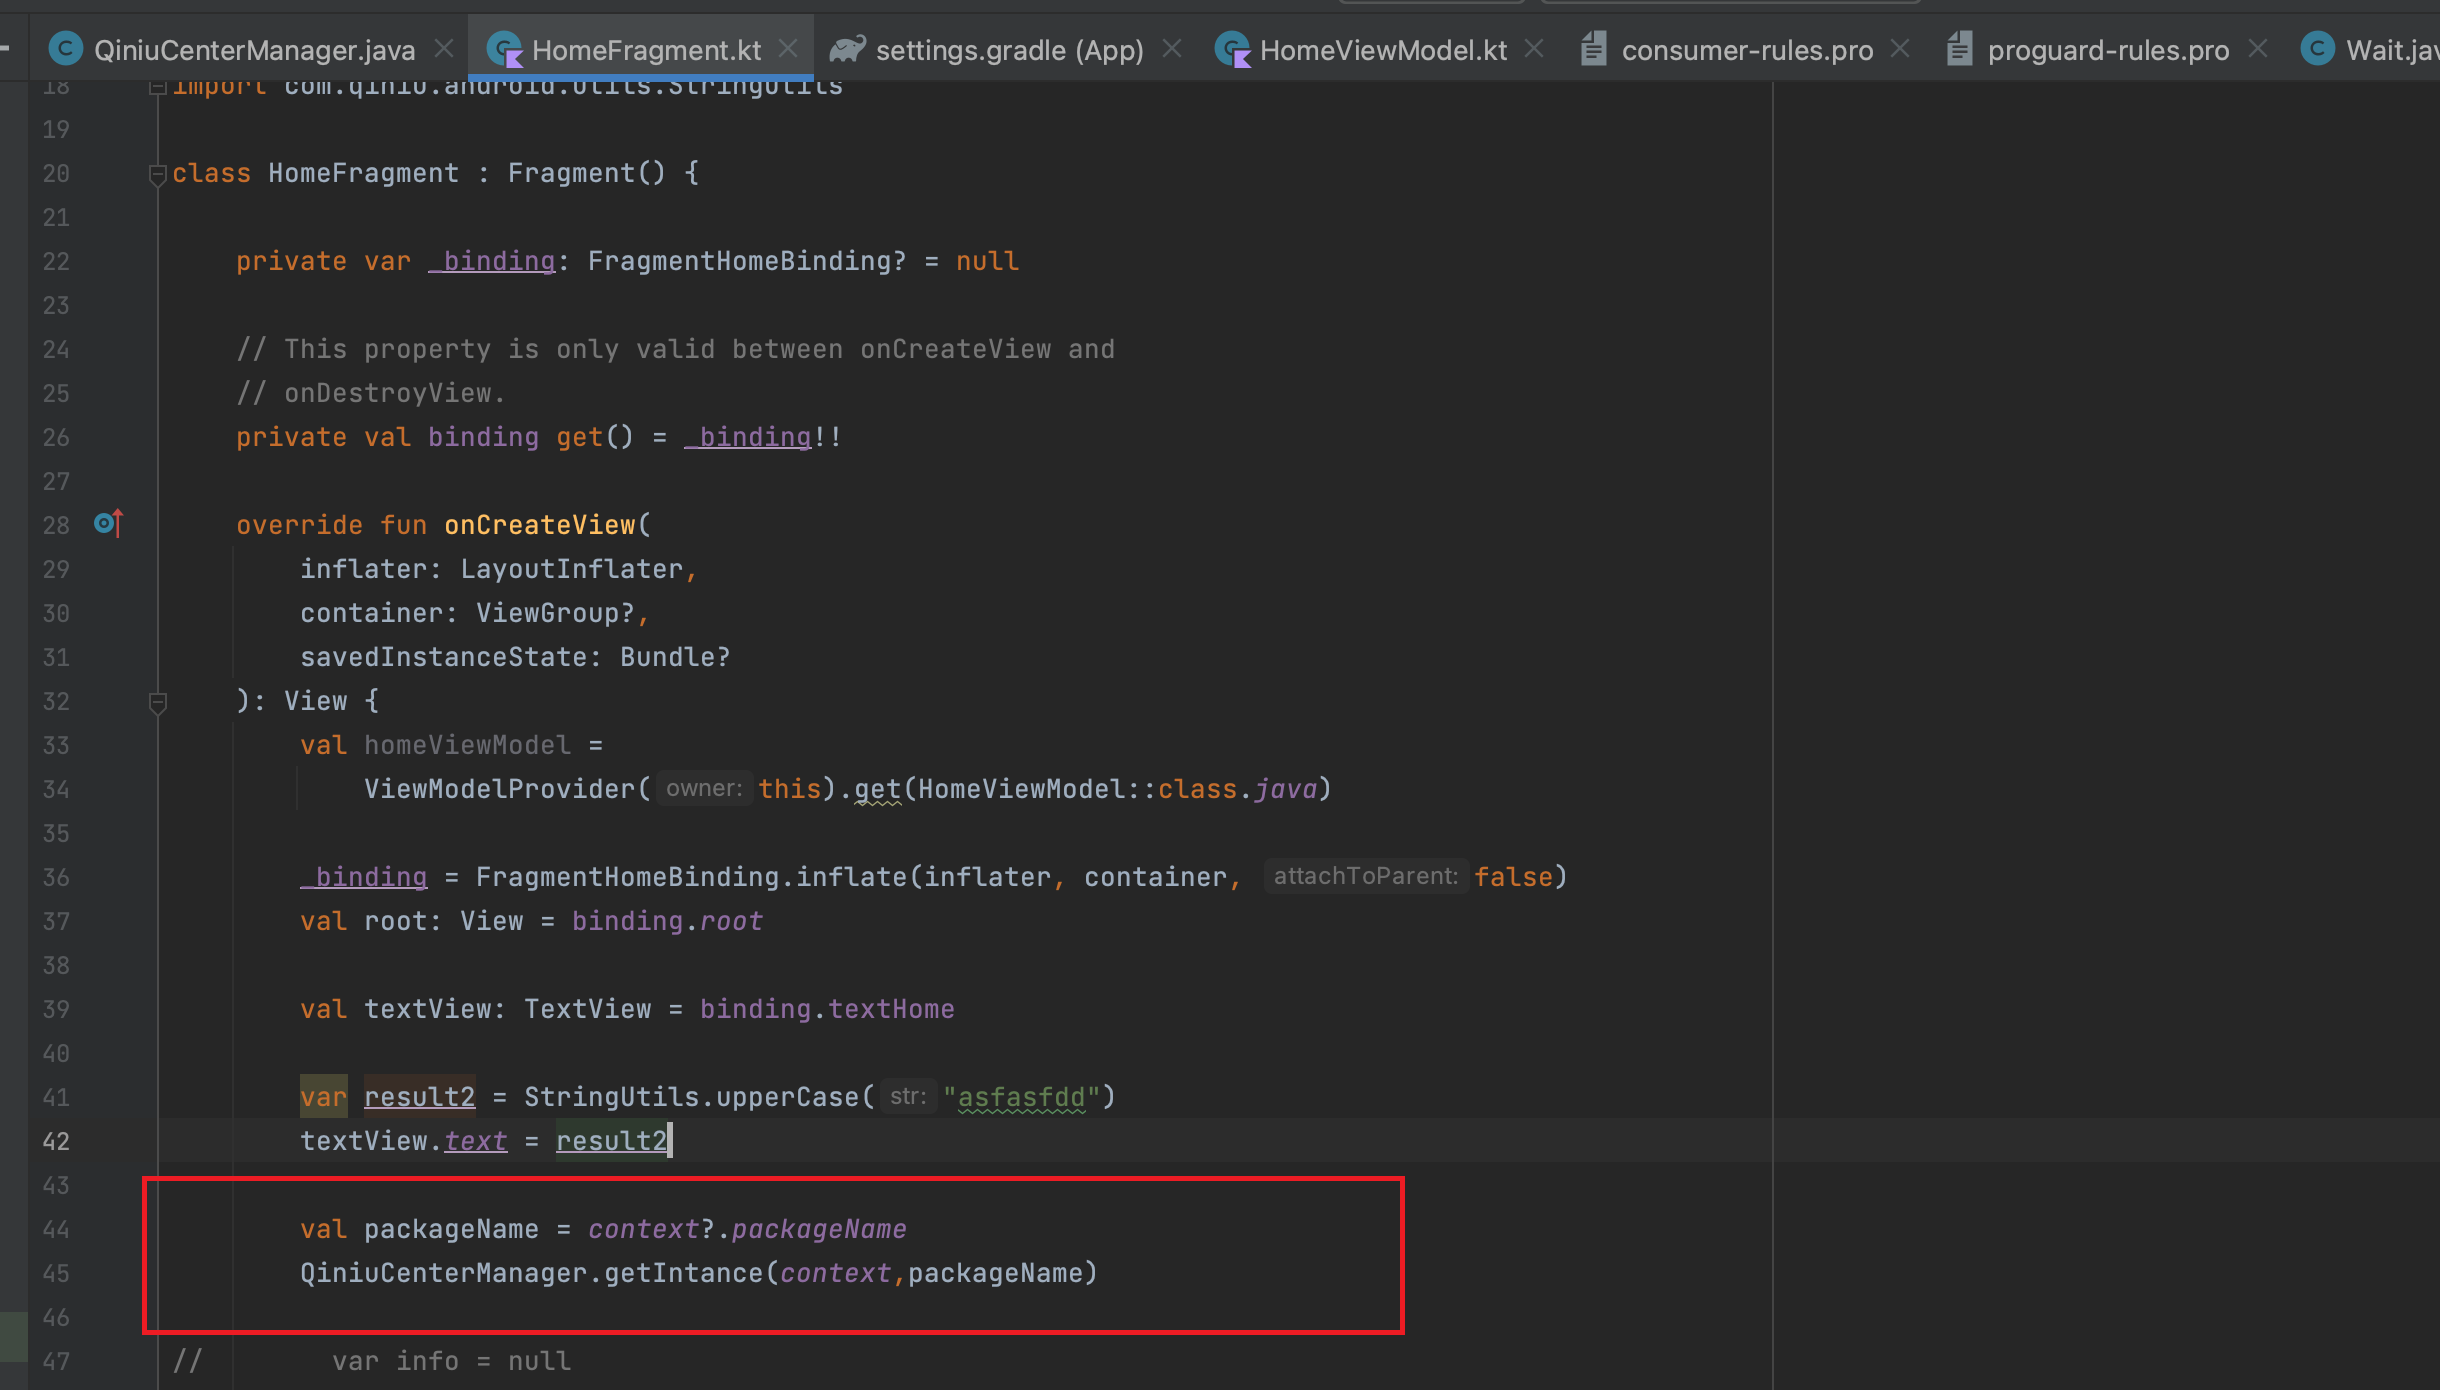 QiniuCenterManager.java HomeFragment.kt settings.gradle (App) HomeViewModel.kt consumer-rules.pro proguard-rules.pro Wait.jav
18 import com.qiniu.android.utils.StringUtils
19
20 class HomeFragment : Fragment() {
21
22 private var _binding: FragmentHomeBinding? = null
23
24 // This property is only valid between onCreateView and
25 // onDestroyView.
26 private val binding get() = _binding!!
27
28 override fun onCreateView(
29 inflater: LayoutInflater,
30 container: ViewGroup?,
31 savedInstanceState: Bundle?
32 ): View {
33 val homeViewModel =
34 ViewModelProvider( owner: this).get(HomeViewModel::class.java)
35
36 _binding = FragmentHomeBinding.inflate(inflater, container, attachToParent: false)
37 val root: View = binding.root
38
39 val textView: TextView = binding.textHome
40
41 var result2 = StringUtils.upperCase( str: "asfasfdd")
42 textView.text = result2
43
44 val packageName = context?.packageName
45 QiniuCenterManager.getIntance(context,packageName)
46
47 // var info = null